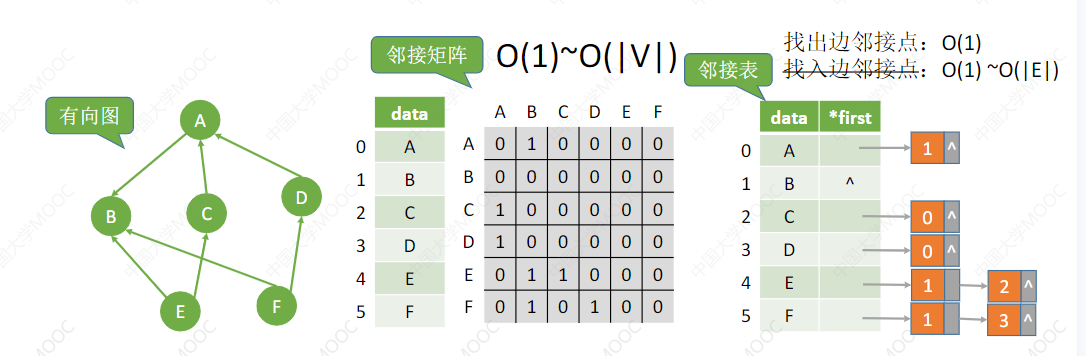 找出边邻接点：O(1)
找入边邻接点：O(1) ~O(|E|)
邻接矩阵
O(1)~O(|V|)
邻接表
有向图
A
B
C
D
E
F
data
0 A
1 B
2 C
3 D
4 E
5 F
A B C D E F
A 0 1 0 0 0 0
B 0 0 0 0 0 0
C 1 0 0 0 0 0
D 1 0 0 0 0 0
E 0 1 1 0 0 0
F 0 1 0 1 0 0
data *first
0 A 1 ^
1 B ^
2 C 0 ^
3 D 0 ^
4 E 1 2 ^
5 F 1 3 ^
中国大学MOOC